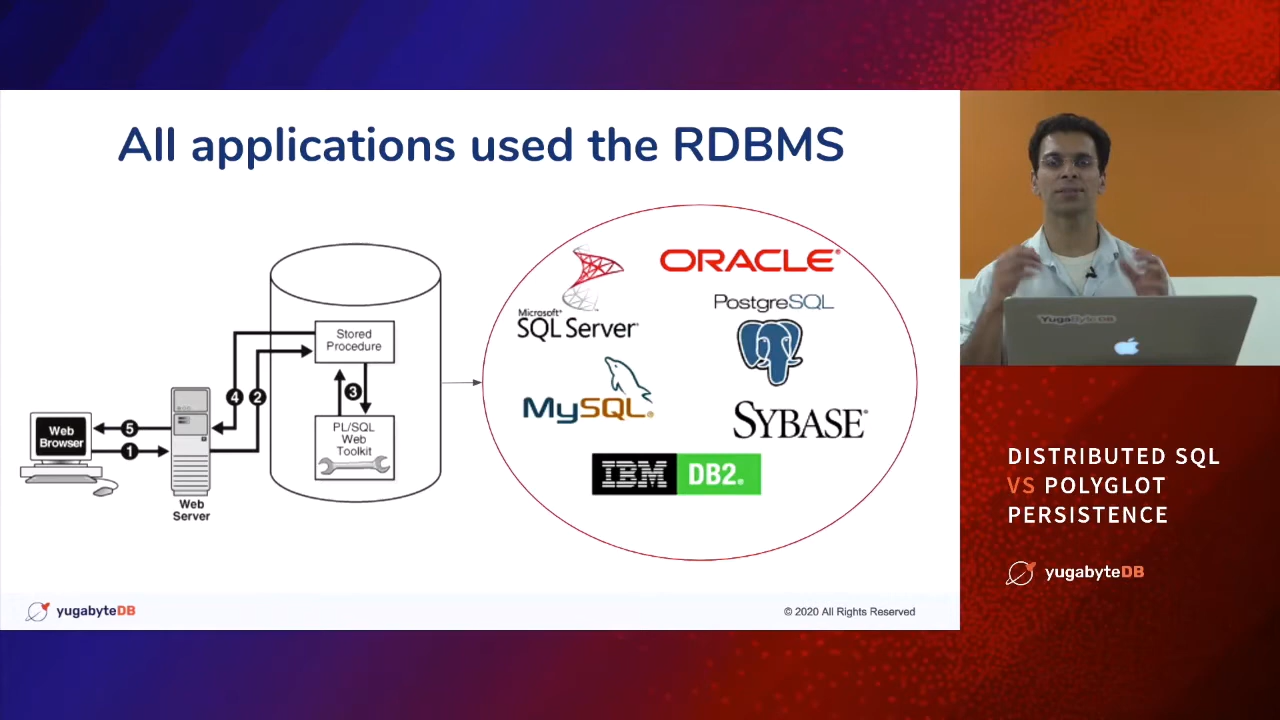 All applications used the RDBMS
Stored
Procedure
4
2
3
PL/SQL
Web
Toolkit
Web
Browser
5
1
Web
Server
Microsoft®
SQL Server®
ORACLE®
PostgreSQL
MySQL®
SYBASE®
IBM DB2.
yugabyteDB
© 2020 All Rights Reserved
YugaByte DB
DISTRIBUTED SQL
VS POLYGLOT
PERSISTENCE
yugabyteDB